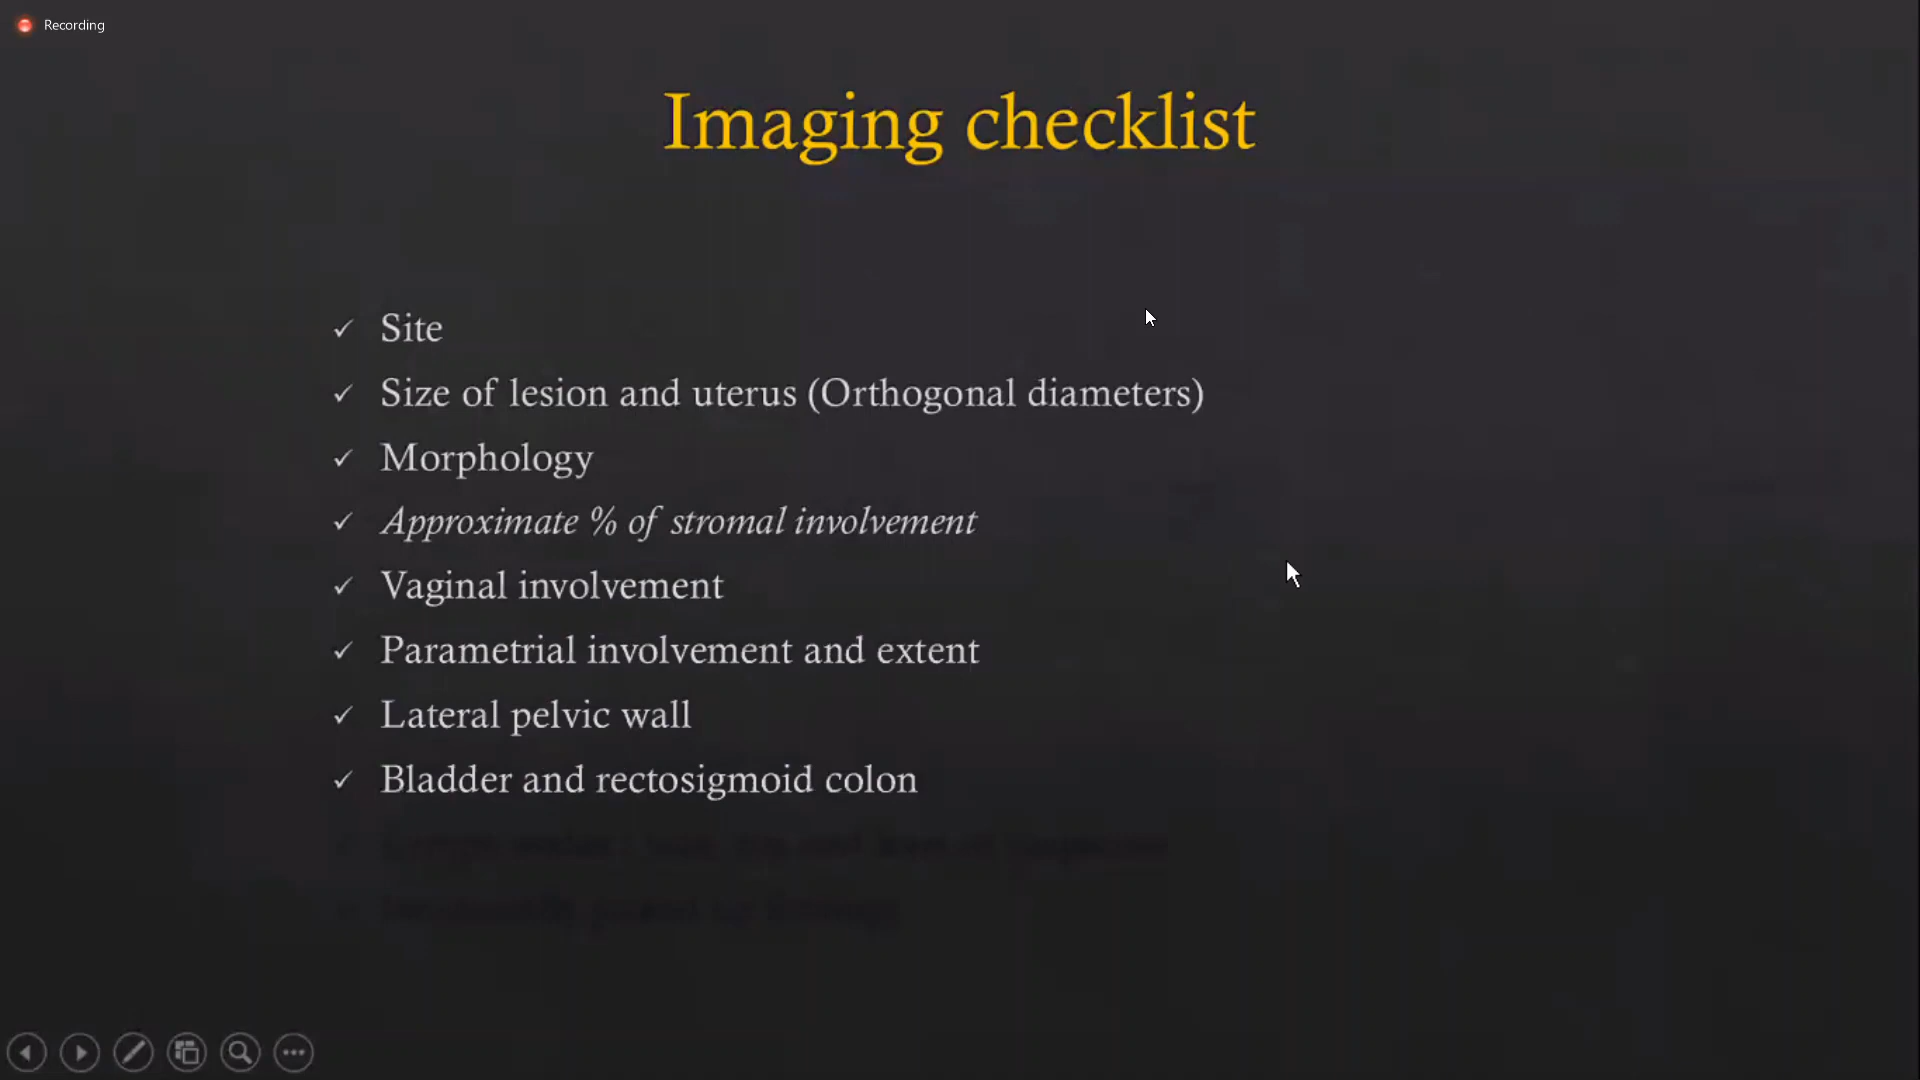 Recording
Imaging checklist
✓ Site
✓ Size of lesion and uterus (Orthogonal diameters)
✓ Morphology
✓ Approximate % of stromal involvement
✓ Vaginal involvement
✓ Parametrial involvement and extent
✓ Lateral pelvic wall
✓ Bladder and rectosigmoid colon